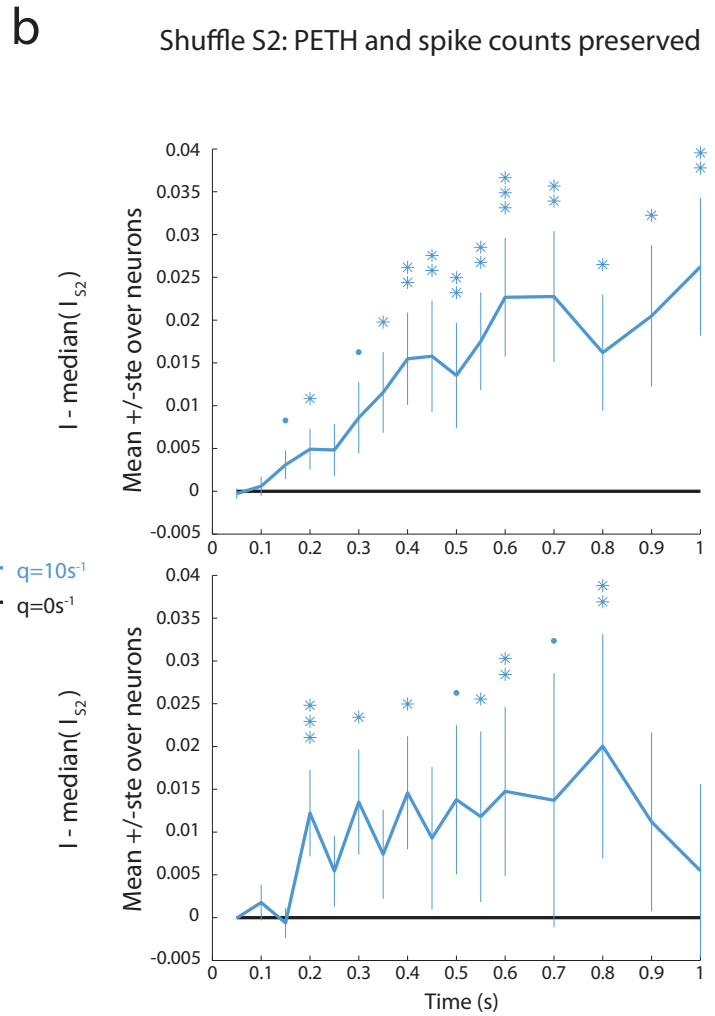 b
Shuffle S2: PETH and spike counts preserved
I - median( I_S2 )
Mean +/-ste over neurons
0.04
0.035
0.03
0.025
0.02
0.015
0.01
0.005
0
-0.005
0 0.1 0.2 0.3 0.4 0.5 0.6 0.7 0.8 0.9 1
q=10s⁻¹
q=0s⁻¹
I - median( I_S2 )
Mean +/-ste over neurons
0.04
0.035
0.03
0.025
0.02
0.015
0.01
0.005
0
-0.005
0 0.1 0.2 0.3 0.4 0.5 0.6 0.7 0.8 0.9 1
Time (s)